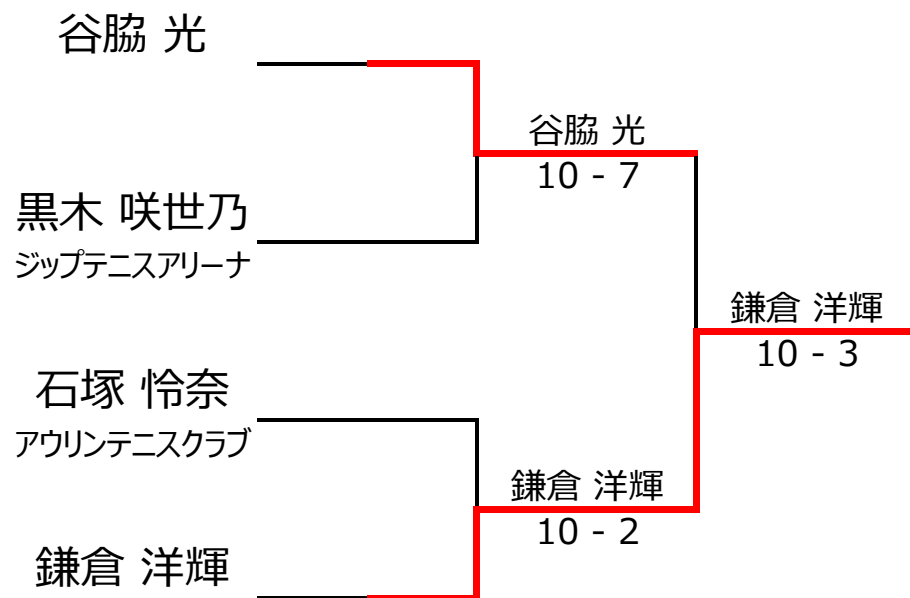 谷脇 光
谷脇 光
10 - 7
黒木 咲世乃
ジップテニスアリーナ
鎌倉 洋輝
10 - 3
石塚 怜奈
アウリンテニスクラブ
鎌倉 洋輝
10 - 2
鎌倉 洋輝